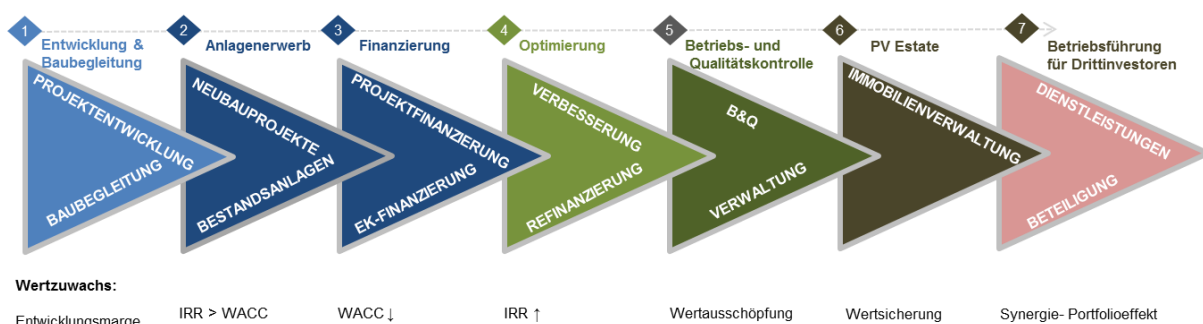 1
Entwicklung &
Baubegleitung
2
Anlagenerwerb
3
Finanzierung
4
Optimierung
5
Betriebs- und
Qualitätskontrolle
6
PV Estate
7
Betriebsführung
für Drittinvestoren
PROJEKTENTWICKLUNG
BAUBEGLEITUNG
NEUBAUPROJEKTE
BESTANDSANLAGEN
PROJEKTFINANZIERUNG
EK-FINANZIERUNG
VERBESSERUNG
REFINANZIERUNG
B&Q
VERWALTUNG
IMMOBILIENVERWALTUNG
DIENSTLEISTUNGEN
BETEILIGUNG
Wertzuwachs:
Entwicklungsmarge
IRR > WACC
WACC ↓
IRR ↑
Wertausschöpfung
Wertsicherung
Synergie- Portfolioeffekt